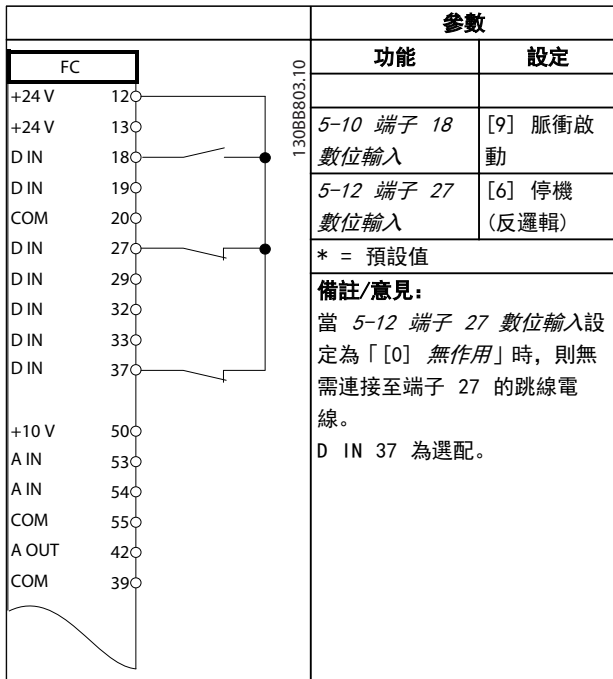 FC
+24 V 12
+24 V 13
D IN 18
D IN 19
COM 20
D IN 27
D IN 29
D IN 32
D IN 33
D IN 37
+10 V 50
A IN 53
A IN 54
COM 55
A OUT 42
COM 39
130BB803.10
參數
功能 設定
5-10 端子 18 [9] 脈衝啟
數位輸入 動
5-12 端子 27 [6] 停機
數位輸入 (反邏輯)
* = 預設值
備註/意見:
當 5-12 端子 27 數位輸入設
定為「[0] 無作用」時, 則無
需連接至端子 27 的跳線電
線。
D IN 37 為選配。